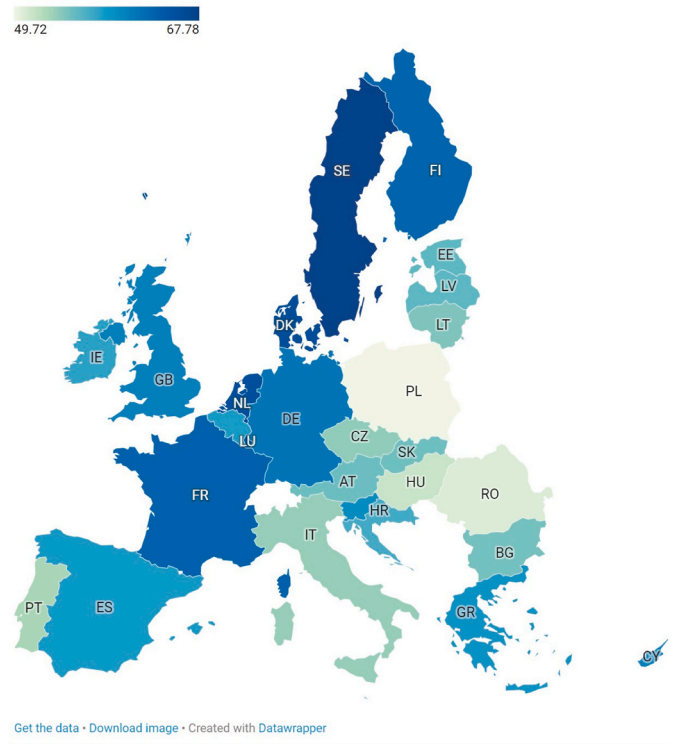 49.72 67.78
SE
FI
EE
LV
LT
DK
IE
GB
NL
PL
DE
LU
CZ
SK
AT
HU
RO
FR
HR
IT
BG
PT
ES
GR
CY
Get the data • Download image • Created with Datawrapper